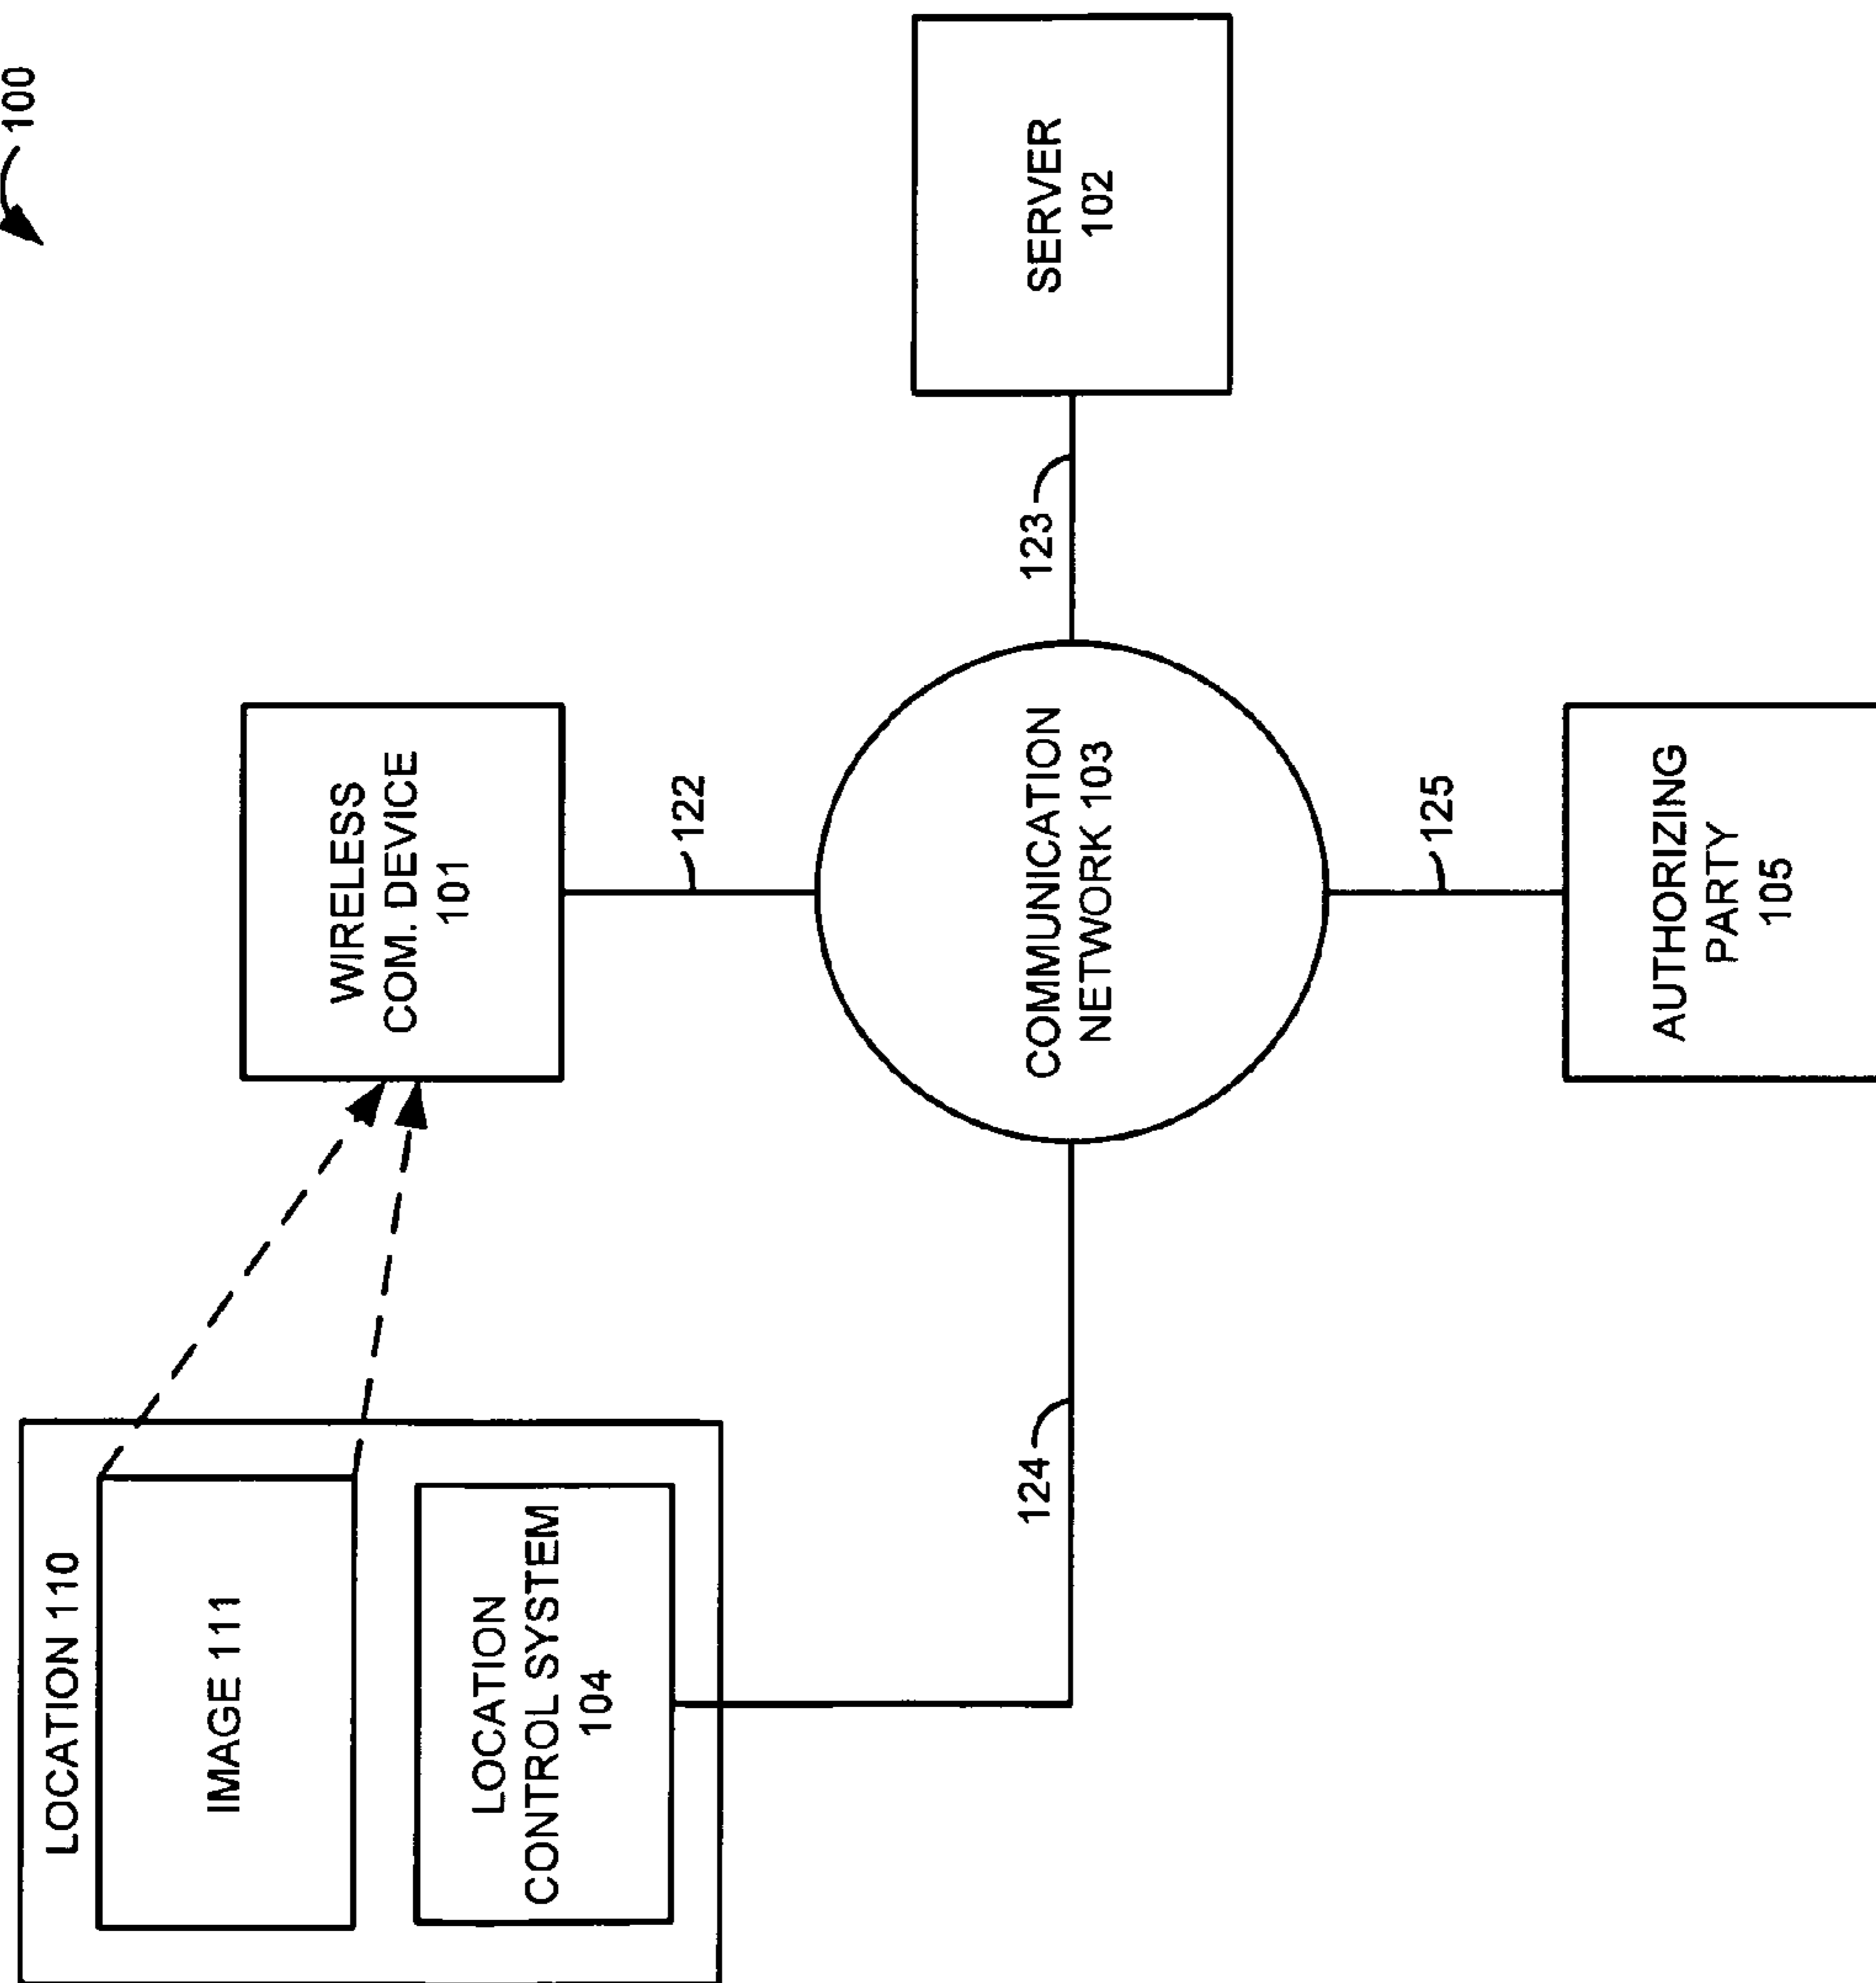 100
LOCATION 110
IMAGE 111
LOCATION
CONTROL SYSTEM
104
WIRELESS
COM. DEVICE
101
122
124
COMMUNICATION
NETWORK 103
123
SERVER
102
125
AUTHORIZING
PARTY
105